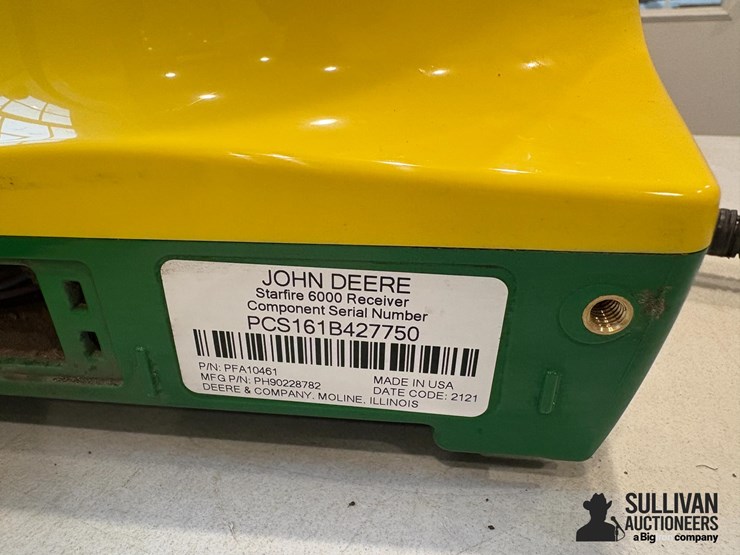 JOHN DEERE
Starfire 6000 Receiver
Component Serial Number
PCS161B427750
P/N: PFA10461
MFG P/N: PH90228782
MADE IN USA
DATE CODE: 2121
DEERE & COMPANY, MOLINE, ILLINOIS
SULLIVAN
AUCTIONEERS
a Big company